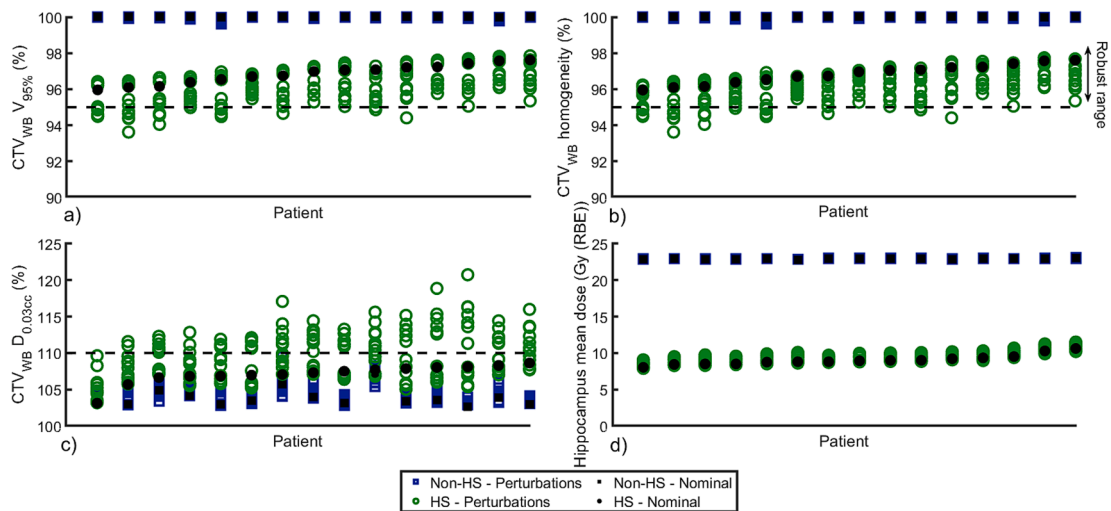 100
98
96
94
92
90
CTV_WB V_95% (%)
Patient
a)
100
98
96
94
92
90
CTV_WB homogeneity (%)
Robust range
Patient
b)
125
120
115
110
105
100
CTV_WB D_0.03cc (%)
Patient
c)
25
20
15
10
5
0
Hippocampus mean dose (Gy (RBE))
Patient
d)
Non-HS - Perturbations
Non-HS - Nominal
HS - Perturbations
HS - Nominal